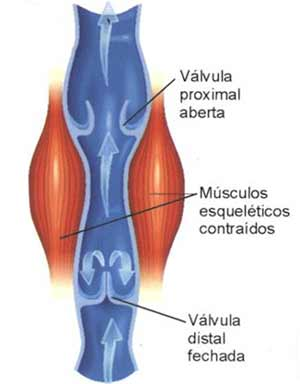 Válvula
proximal
aberta
Músculos
esqueléticos
contraídos
Válvula
distal
fechada